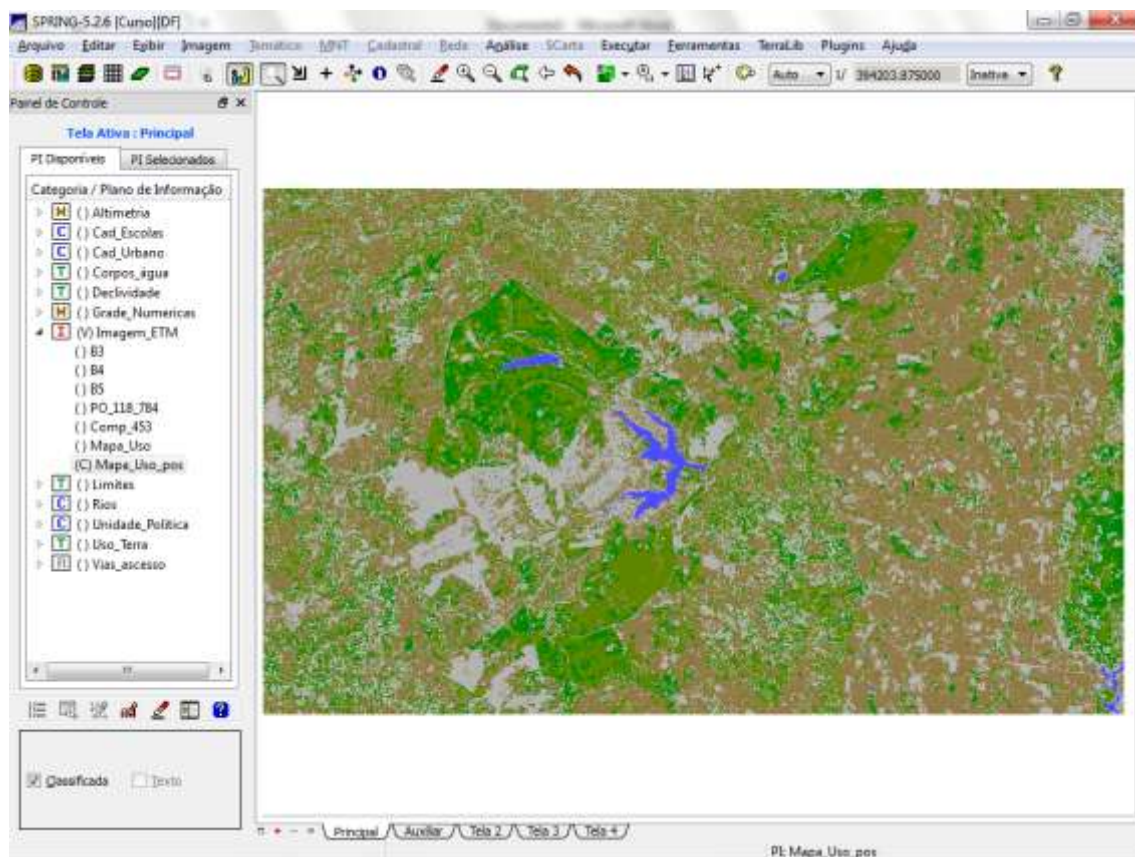 SPRING-5.2.6 [Curso][DF]
Arquivo Editar Exibir Imagem Temático MNT Cadastral Rede Análise SCarta Executar Ferramentas TerraLib Plugins Ajuda
Auto 1/ 394203.875000 Inativa
Painel de Controle
Tela Ativa : Principal
PI Disponíveis PI Selecionados
Categoria / Plano de Informação
M ( ) Altimetria
C ( ) Cad_Escolas
C ( ) Cad_Urbano
T ( ) Corpos_água
T ( ) Declividade
M ( ) Grade_Numericas
I (V) Imagem_ETM
( ) B3
( ) B4
( ) B5
( ) PO_118_784
( ) Comp_453
( ) Mapa_Uso
(C) Mapa_Uso_pos
T ( ) Limites
C ( ) Rios
C ( ) Unidade_Política
T ( ) Uso_Terra
( ) Vias_ascesso
Classificada Texto
Principal Auxiliar Tela 2 Tela 3 Tela 4
PI: Mapa_Uso_pos